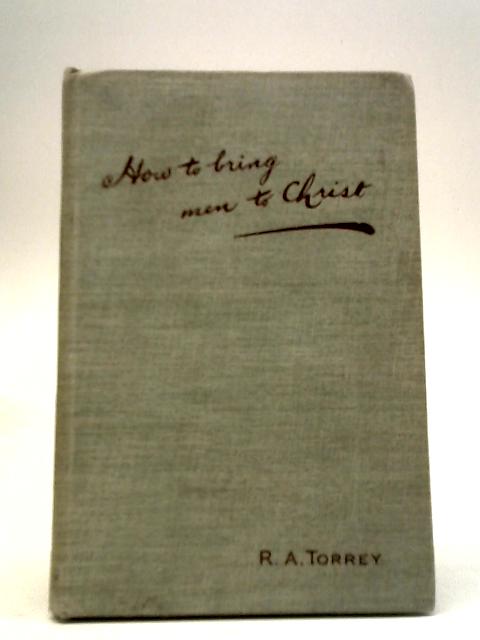 How to bring
men to Christ
R. A. TORREY